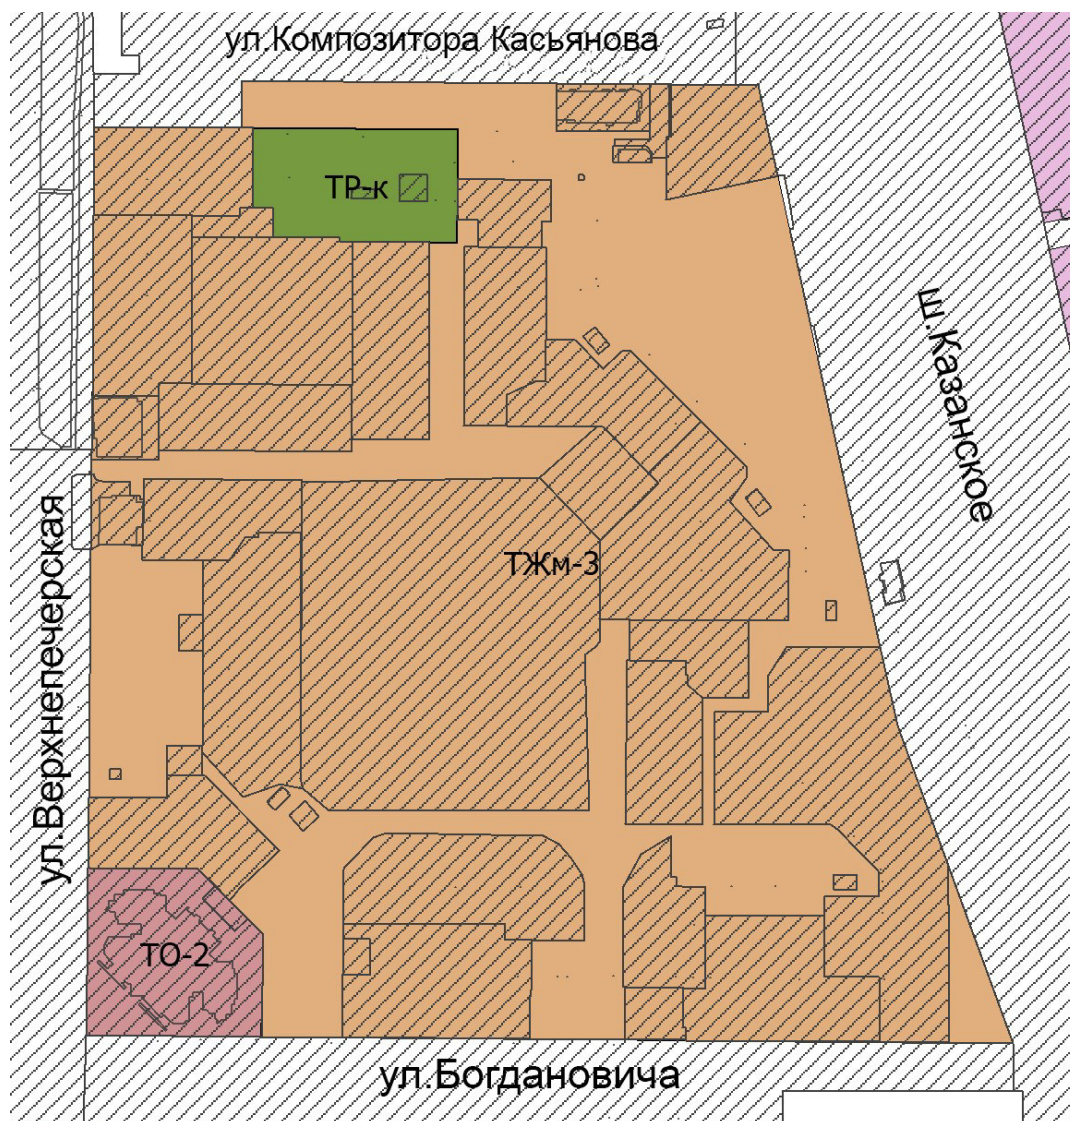 ул.Композитора Касьянова
ТР-к
ш.Казанское
ТЖм-3
ул.Верхнепечерская
ТО-2
ул.Богдановича